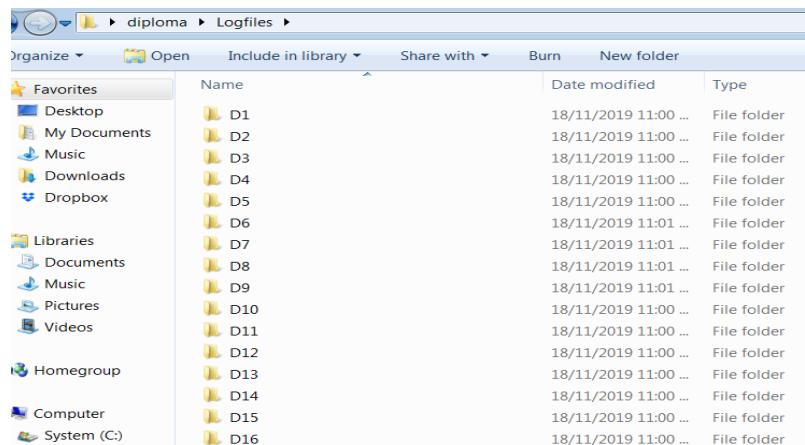 diploma Logfiles
Organize Open Include in library Share with Burn New folder
Favorites
Desktop
My Documents
Music
Downloads
Dropbox
Libraries
Documents
Music
Pictures
Videos
Homegroup
Computer
System (C:)
Name Date modified Type
D1 18/11/2019 11:00 ... File folder
D2 18/11/2019 11:00 ... File folder
D3 18/11/2019 11:00 ... File folder
D4 18/11/2019 11:00 ... File folder
D5 18/11/2019 11:00 ... File folder
D6 18/11/2019 11:01 ... File folder
D7 18/11/2019 11:01 ... File folder
D8 18/11/2019 11:01 ... File folder
D9 18/11/2019 11:01 ... File folder
D10 18/11/2019 11:00 ... File folder
D11 18/11/2019 11:00 ... File folder
D12 18/11/2019 11:00 ... File folder
D13 18/11/2019 11:00 ... File folder
D14 18/11/2019 11:00 ... File folder
D15 18/11/2019 11:00 ... File folder
D16 18/11/2019 11:00 ... File folder